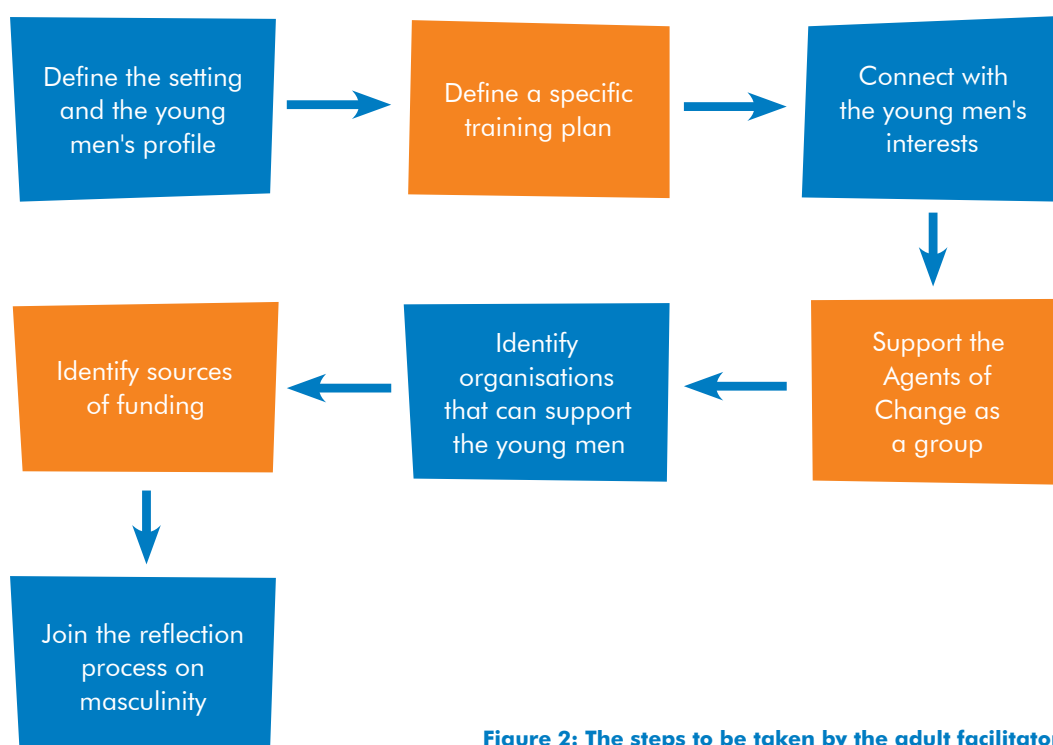 Define the setting
and the young
men's profile
Define a specific
training plan
Connect with
the young men's
interests
Support the
Agents of
Change as
a group
Identify
organisations
that can support
the young men
Identify sources
of funding
Join the reflection
process on
masculinity
Figure 2: The steps to be taken by the adult facilitator